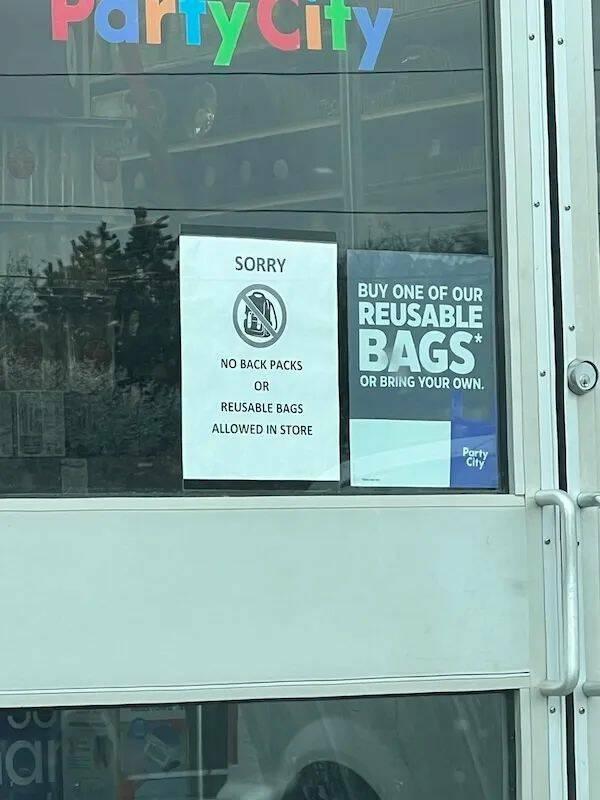 PartyCity
SORRY
NO BACK PACKS
OR
REUSABLE BAGS
ALLOWED IN STORE
BUY ONE OF OUR
REUSABLE
BAGS*
OR BRING YOUR OWN.
Party
City